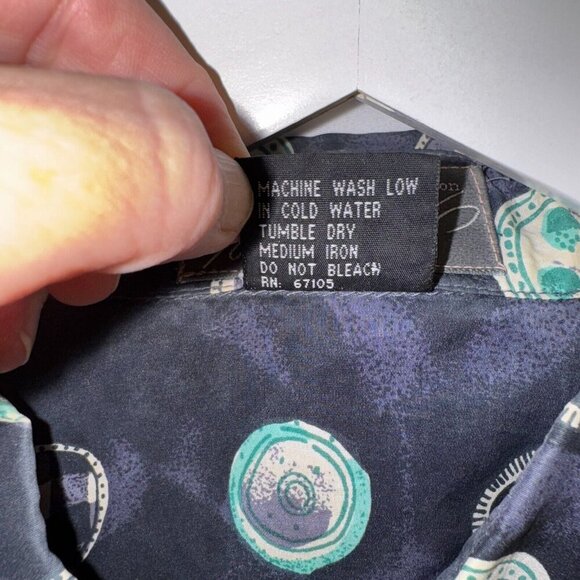 MACHINE WASH LOW
IN COLD WATER
TUMBLE DRY
MEDIUM IRON
DO NOT BLEACH
RN: 67105